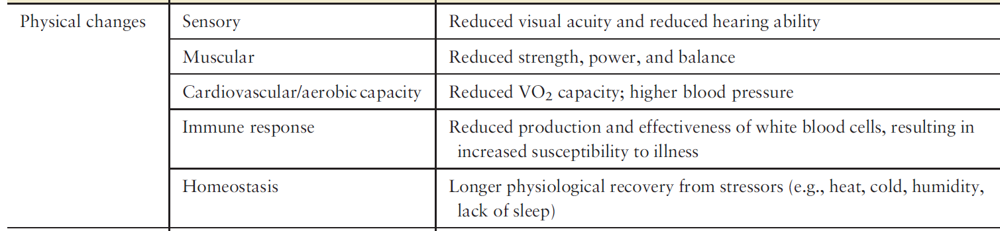 Physical changes Sensory Reduced visual acuity and reduced hearing ability
Muscular Reduced strength, power, and balance
Cardiovascular/aerobic capacity Reduced VO₂ capacity; higher blood pressure
Immune response Reduced production and effectiveness of white blood cells, resulting in
increased susceptibility to illness
Homeostasis Longer physiological recovery from stressors (e.g., heat, cold, humidity,
lack of sleep)